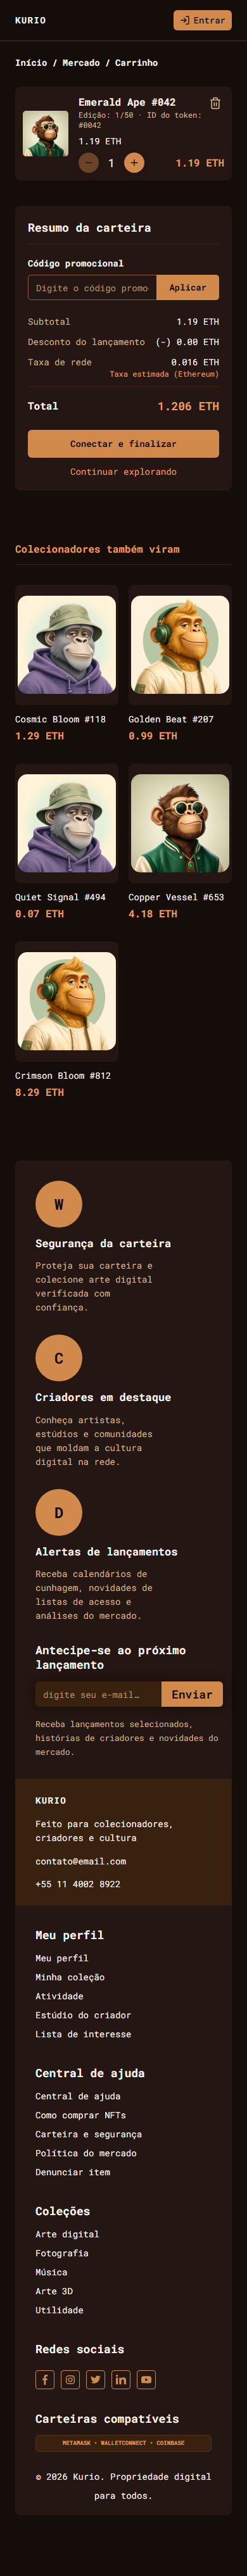 KURIO
Entrar
Início / Mercado / Carrinho
Emerald Ape #042
Edição: 1/50 · ID do token:
#0042
1.19 ETH
− 1 +
1.19 ETH
Resumo da carteira
Código promocional
Digite o código promo
Aplicar
Subtotal 1.19 ETH
Desconto do lançamento (-) 0.00 ETH
Taxa de rede 0.016 ETH
Taxa estimada (Ethereum)
Total 1.206 ETH
Conectar e finalizar
Continuar explorando
Colecionadores também viram
Cosmic Bloom #118
1.29 ETH
Golden Beat #207
0.99 ETH
Quiet Signal #494
0.07 ETH
Copper Vessel #653
4.18 ETH
Crimson Bloom #812
8.29 ETH
W
Segurança da carteira
Proteja sua carteira e
colecione arte digital
verificada com
confiança.
C
Criadores em destaque
Conheça artistas,
estúdios e comunidades
que moldam a cultura
digital na rede.
D
Alertas de lançamentos
Receba calendários de
cunhagem, novidades de
listas de acesso e
análises do mercado.
Antecipe-se ao próximo
lançamento
digite seu e-mail…
Enviar
Receba lançamentos selecionados,
histórias de criadores e novidades do
mercado.
KURIO
Feito para colecionadores,
criadores e cultura
contato@email.com
+55 11 4002 8922
Meu perfil
Meu perfil
Minha coleção
Atividade
Estúdio do criador
Lista de interesse
Central de ajuda
Central de ajuda
Como comprar NFTs
Carteira e segurança
Política do mercado
Denunciar item
Coleções
Arte digital
Fotografia
Música
Arte 3D
Utilidade
Redes sociais
Carteiras compatíveis
METAMASK • WALLETCONNECT • COINBASE
© 2026 Kurio. Propriedade digital
para todos.